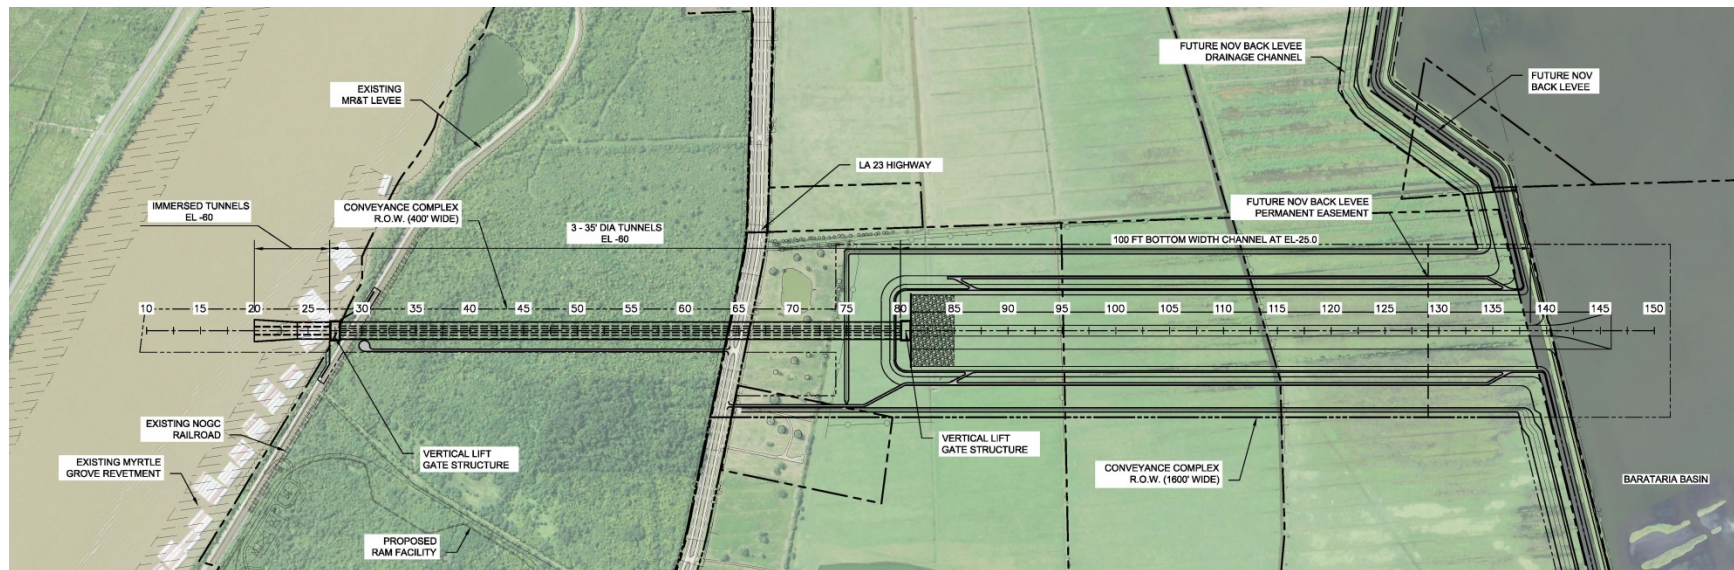 FUTURE NOV BACK LEVEE
DRAINAGE CHANNEL
FUTURE NOV
BACK LEVEE
EXISTING
MR&T LEVEE
LA 23 HIGHWAY
IMMERSED TUNNELS
EL -60
CONVEYANCE COMPLEX
R.O.W. (400' WIDE)
3 - 35' DIA TUNNELS
EL -60
FUTURE NOV BACK LEVEE
PERMANENT EASEMENT
100 FT BOTTOM WIDTH CHANNEL AT EL-25.0
10 15 20 25 30 35 40 45 50 55 60 65 70 75 80 85 90 95 100 105 110 115 120 125 130 135 140 145 150
EXISTING NOGC
RAILROAD
VERTICAL LIFT
GATE STRUCTURE
VERTICAL LIFT
GATE STRUCTURE
EXISTING MYRTLE
GROVE REVETMENT
CONVEYANCE COMPLEX
R.O.W. (1600' WIDE)
BARATARIA BASIN
PROPOSED
RAM FACILITY